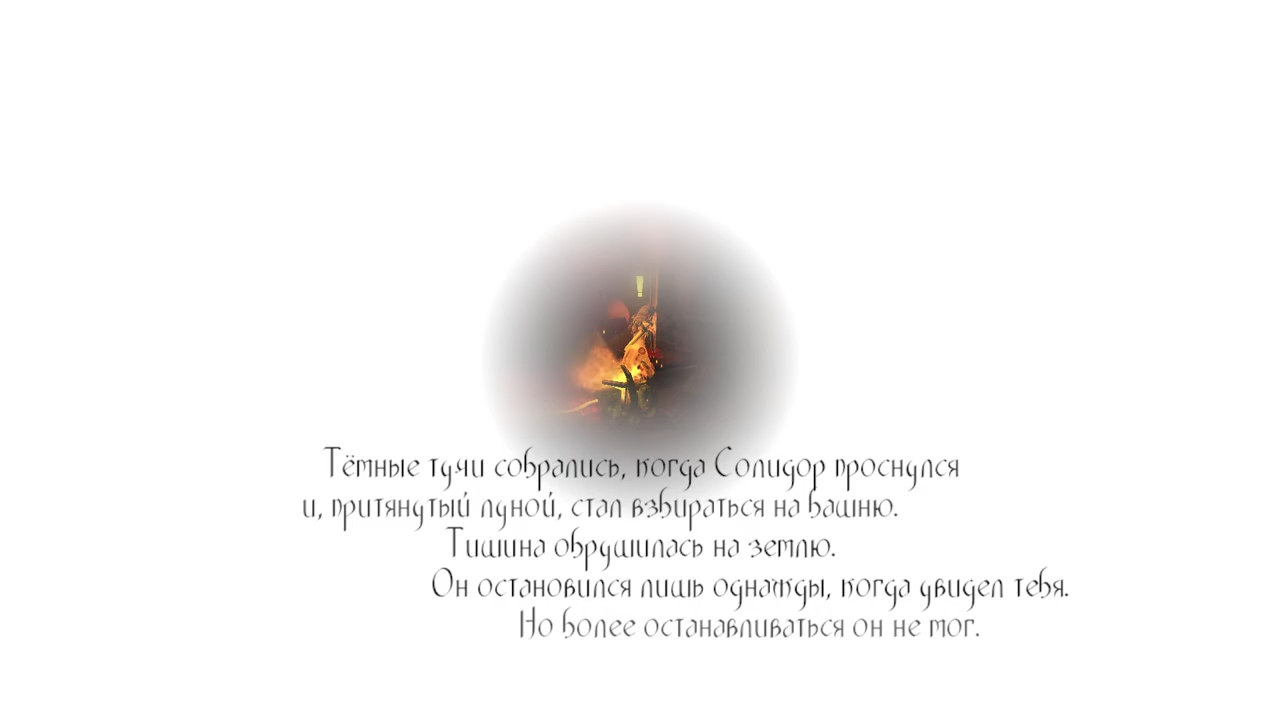 Тёмные тучи собрались, когда Солидор проснулся
и, притянутый луной, стал взбираться на башню.
Тишина обрушилась на землю.
Он остановился лишь однажды, когда увидел тебя.
Но более останавливаться он не мог.